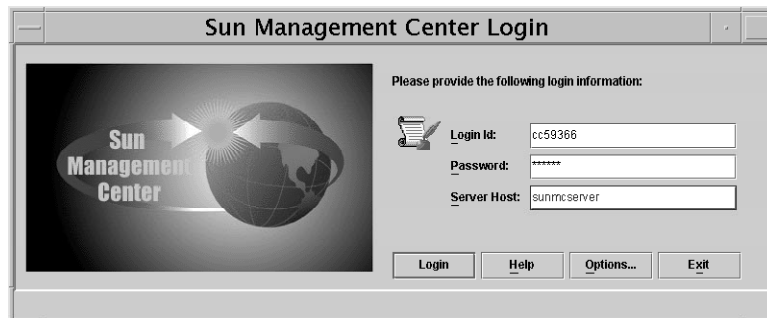 Sun Management Center Login
Sun
Management
Center
Please provide the following login information:
Login Id: cc59366
Password: ******
Server Host: sunmcserver
Login Help Options... Exit